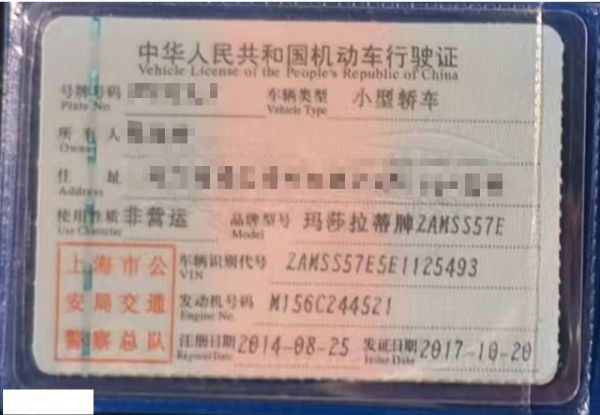 中华人民共和国机动车行驶证
Vehicle License of the People's Republic of China
号牌号码 车辆类型 小型轿车
Plate No Vehicle Type
所有人
Owner
住址
Address
使用性质 非营运 品牌型号 玛莎拉蒂牌ZAMSS57E
Use Character Model
上海市公 车辆识别代号 ZAMSS57E5E1125493
VIN
安局交通 发动机号码 M156C244521
Engine No.
警察总队 注册日期 2014-08-25 发证日期 2017-10-20
Register Date Issue Date